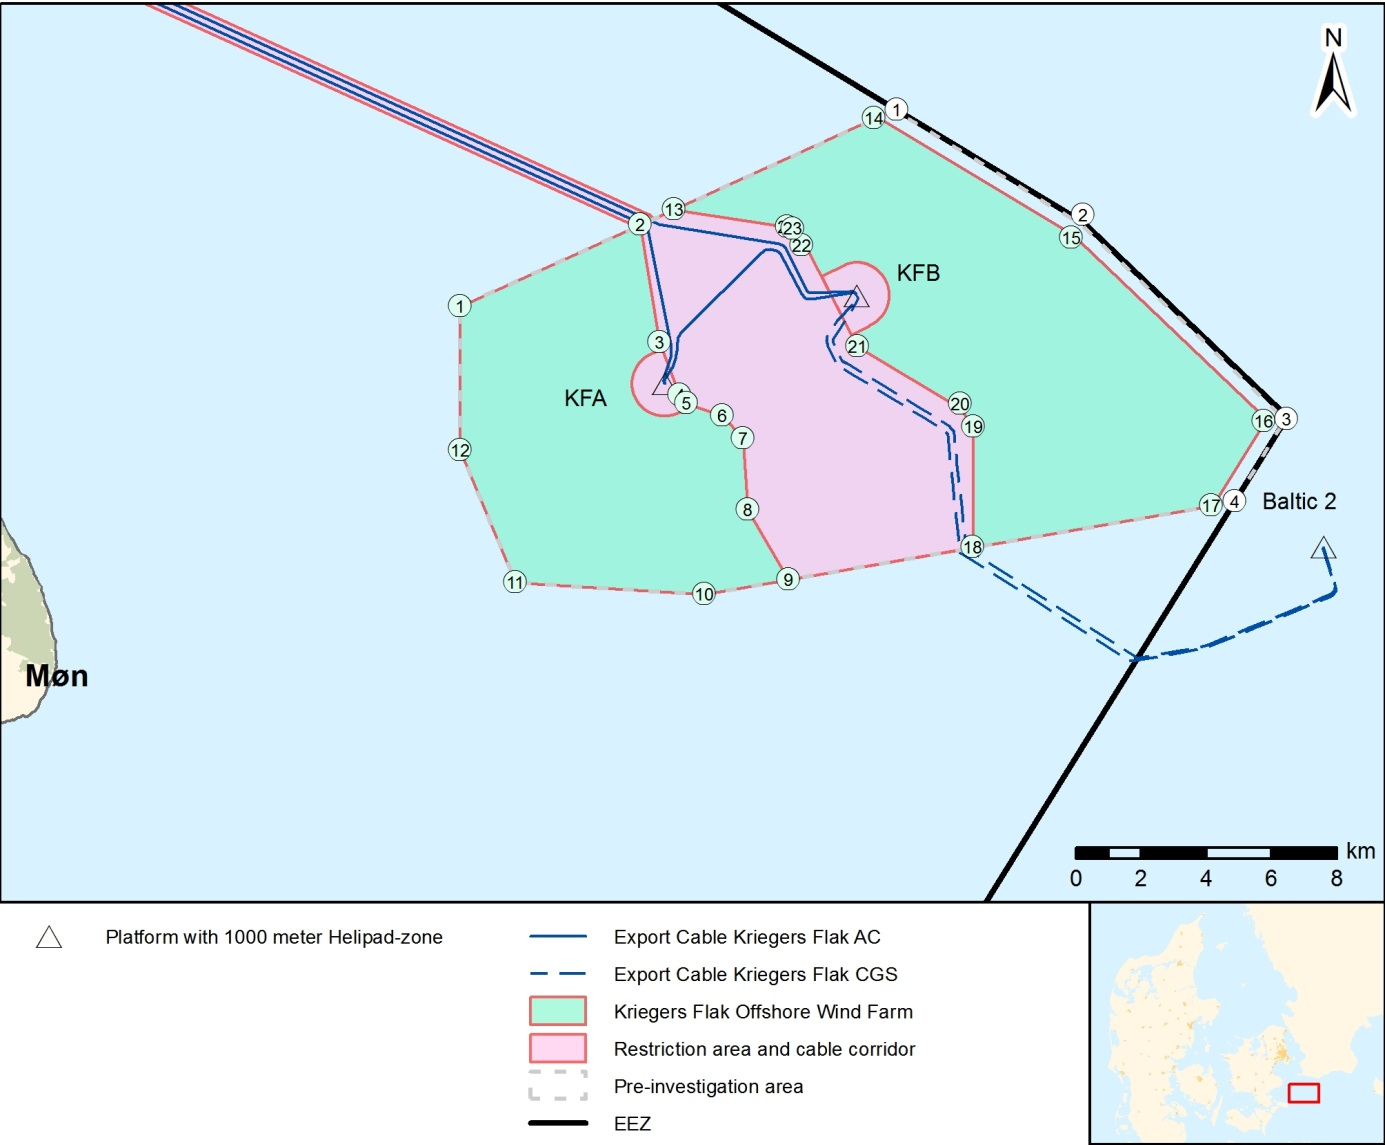 N
1
14
2
15
13
2
23
22
KFB
1
3
21
KFA
4
5
6
20
19
16
3
7
12
8
17
4
Baltic 2
18
9
11
10
Møn
km
0 2 4 6 8
Platform with 1000 meter Helipad-zone
Export Cable Kriegers Flak AC
Export Cable Kriegers Flak CGS
Kriegers Flak Offshore Wind Farm
Restriction area and cable corridor
Pre-investigation area
EEZ